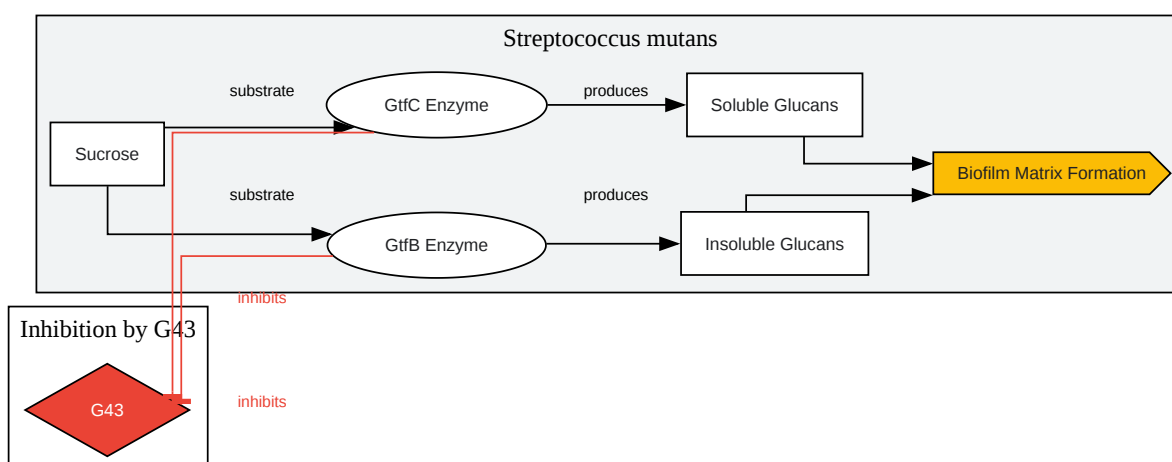 Streptococcus mutans
substrate
GtfC Enzyme
produces
Soluble Glucans
Sucrose
Biofilm Matrix Formation
substrate
GtfB Enzyme
produces
Insoluble Glucans
inhibits
Inhibition by G43
G43
inhibits